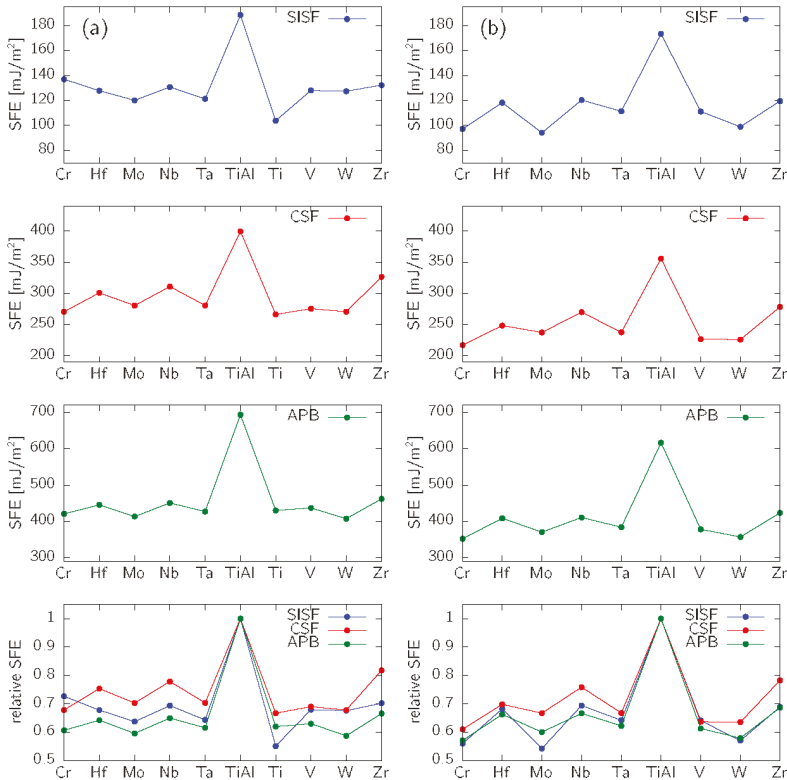 (a) SISF
SFE [mJ/m²]
180
160
140
120
100
80
Cr Hf Mo Nb Ta TiAl Ti V W Zr
(b) SISF
SFE [mJ/m²]
180
160
140
120
100
80
Cr Hf Mo Nb Ta TiAl V W Zr
CSF
SFE [mJ/m²]
400
350
300
250
200
Cr Hf Mo Nb Ta TiAl Ti V W Zr
CSF
SFE [mJ/m²]
400
350
300
250
200
Cr Hf Mo Nb Ta TiAl V W Zr
APB
SFE [mJ/m²]
700
600
500
400
300
Cr Hf Mo Nb Ta TiAl Ti V W Zr
APB
SFE [mJ/m²]
700
600
500
400
300
Cr Hf Mo Nb Ta TiAl V W Zr
SISF
CSF
APB
relative SFE
1
0.9
0.8
0.7
0.6
0.5
Cr Hf Mo Nb Ta TiAl Ti V W Zr
SISF
CSF
APB
relative SFE
1
0.9
0.8
0.7
0.6
0.5
Cr Hf Mo Nb Ta TiAl V W Zr